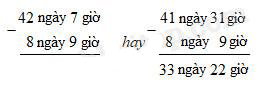 42 ngày 7 giờ
−
8 ngày 9 giờ
hay
41 ngày 31 giờ
−
8 ngày 9 giờ
33 ngày 22 giờ